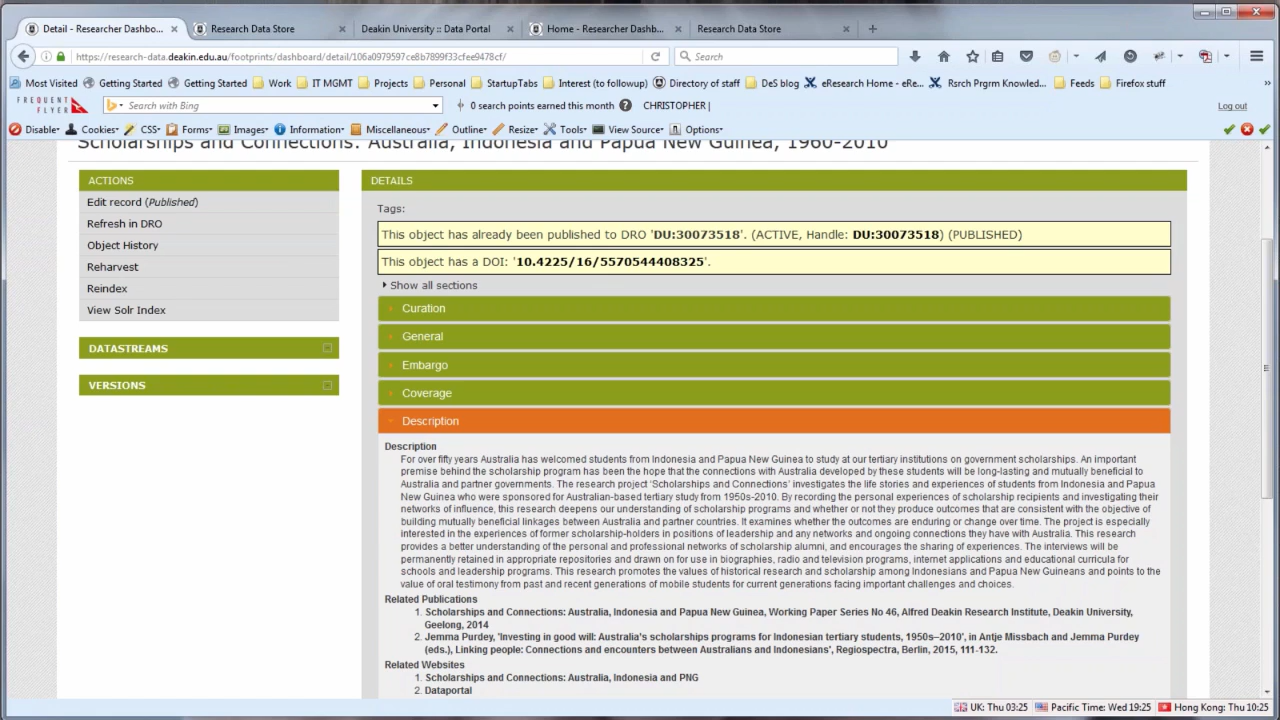 Detail - Researcher Dashbo...
Research Data Store
Deakin University :: Data Portal
Home - Researcher Dashb...
Research Data Store
https://research-data.deakin.edu.au/footprints/dashboard/detail/106a0979597ce8b7899f33cfee9478cf/
Search
Most Visited
Getting Started
Getting Started
Work
IT MGMT
Projects
Personal
StartupTabs
Interest (to followup)
Directory of staff
DeS blog
eResearch Home - eRe...
Rsrch Prgrm Knowled...
Feeds
Firefox stuff
FREQUENT
FLYER
Search with Bing
0 search points earned this month
CHRISTOPHER |
Log out
Disable
Cookies
CSS
Forms
Images
Information
Miscellaneous
Outline
Resize
Tools
View Source
Options
Scholarships and Connections: Australia, Indonesia and Papua New Guinea, 1960-2010
ACTIONS
Edit record (Published)
Refresh in DRO
Object History
Reharvest
Reindex
View Solr Index
DATASTREAMS
VERSIONS
DETAILS
Tags:
This object has already been published to DRO 'DU:30073518'. (ACTIVE, Handle: DU:30073518) (PUBLISHED)
This object has a DOI: '10.4225/16/5570544408325'.
Show all sections
Curation
General
Embargo
Coverage
Description
Description
For over fifty years Australia has welcomed students from Indonesia and Papua New Guinea to study at our tertiary institutions on government scholarships. An important
premise behind the scholarship program has been the hope that the connections with Australia developed by these students will be long-lasting and mutually beneficial to
Australia and partner governments. The research project 'Scholarships and Connections' investigates the life stories and experiences of students from Indonesia and Papua
New Guinea who were sponsored for Australian-based tertiary study from 1950s-2010. By recording the personal experiences of scholarship recipients and investigating their
networks of influence, this research deepens our understanding of scholarship programs and whether or not they produce outcomes that are consistent with the objective of
building mutually beneficial linkages between Australia and partner countries. It examines whether the outcomes are enduring or change over time. The project is especially
interested in the experiences of former scholarship-holders in positions of leadership and any networks and ongoing connections they have with Australia. This research
provides a better understanding of the personal and professional networks of scholarship alumni, and encourages the sharing of experiences. The interviews will be
permanently retained in appropriate repositories and drawn on for use in biographies, radio and television programs, internet applications and educational curricula for
schools and leadership programs. This research promotes the values of historical research and scholarship among Indonesians and Papua New Guineans and points to the
value of oral testimony from past and recent generations of mobile students for current generations facing important challenges and choices.
Related Publications
1. Scholarships and Connections: Australia, Indonesia and Papua New Guinea, Working Paper Series No 46, Alfred Deakin Research Institute, Deakin University,
Geelong, 2014
2. Jemma Purdey, 'Investing in good will: Australia's scholarships programs for Indonesian tertiary students, 1950s–2010', in Antje Missbach and Jemma Purdey
(eds.), Linking people: Connections and encounters between Australians and Indonesians', Regiospectra, Berlin, 2015, 111-132.
Related Websites
1. Scholarships and Connections: Australia, Indonesia and PNG
2. Dataportal
UK: Thu 03:25
Pacific Time: Wed 19:25
Hong Kong: Thu 10:25